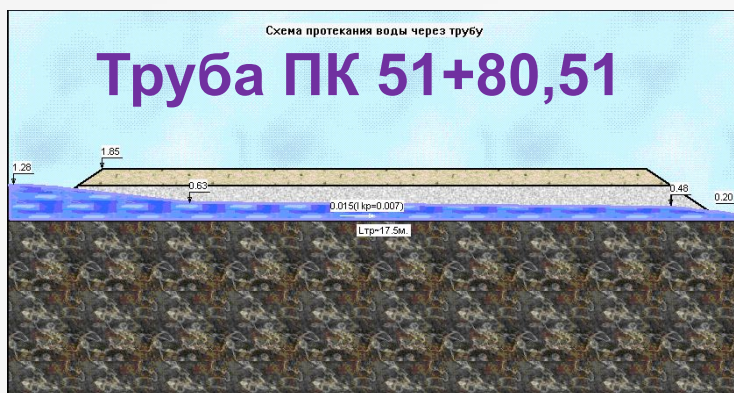 Схема протекания воды через трубу
Труба ПК 51+80,51
1.85
1.28
0.63
0.48
0.20
0.015(I кр=0.007)
Lтр=17.5м.